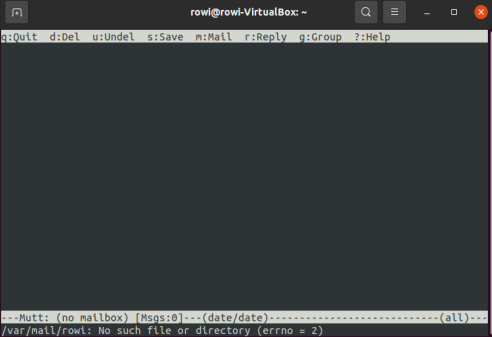 rowi@rowi-VirtualBox: ~
q:Quit  d:Del  u:Undel  s:Save  m:Mail  r:Reply  g:Group  ?:Help
---Mutt: (no mailbox) [Msgs:0]---(date/date)----------------------------(all)---
/var/mail/rowi: No such file or directory (errno = 2)